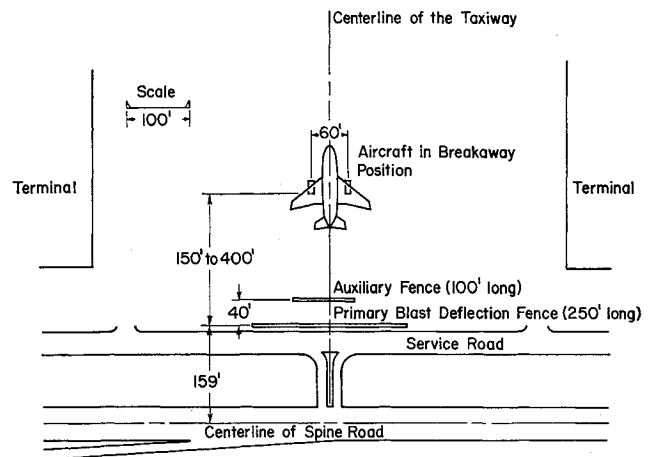 Centerline of the Taxiway
Scale
100'
60'
Aircraft in Breakaway
Position
Terminal
Terminal
150' to 400'
Auxiliary Fence (100' long)
40'
Primary Blast Deflection Fence (250' long)
Service Road
159'
Centerline of Spine Road